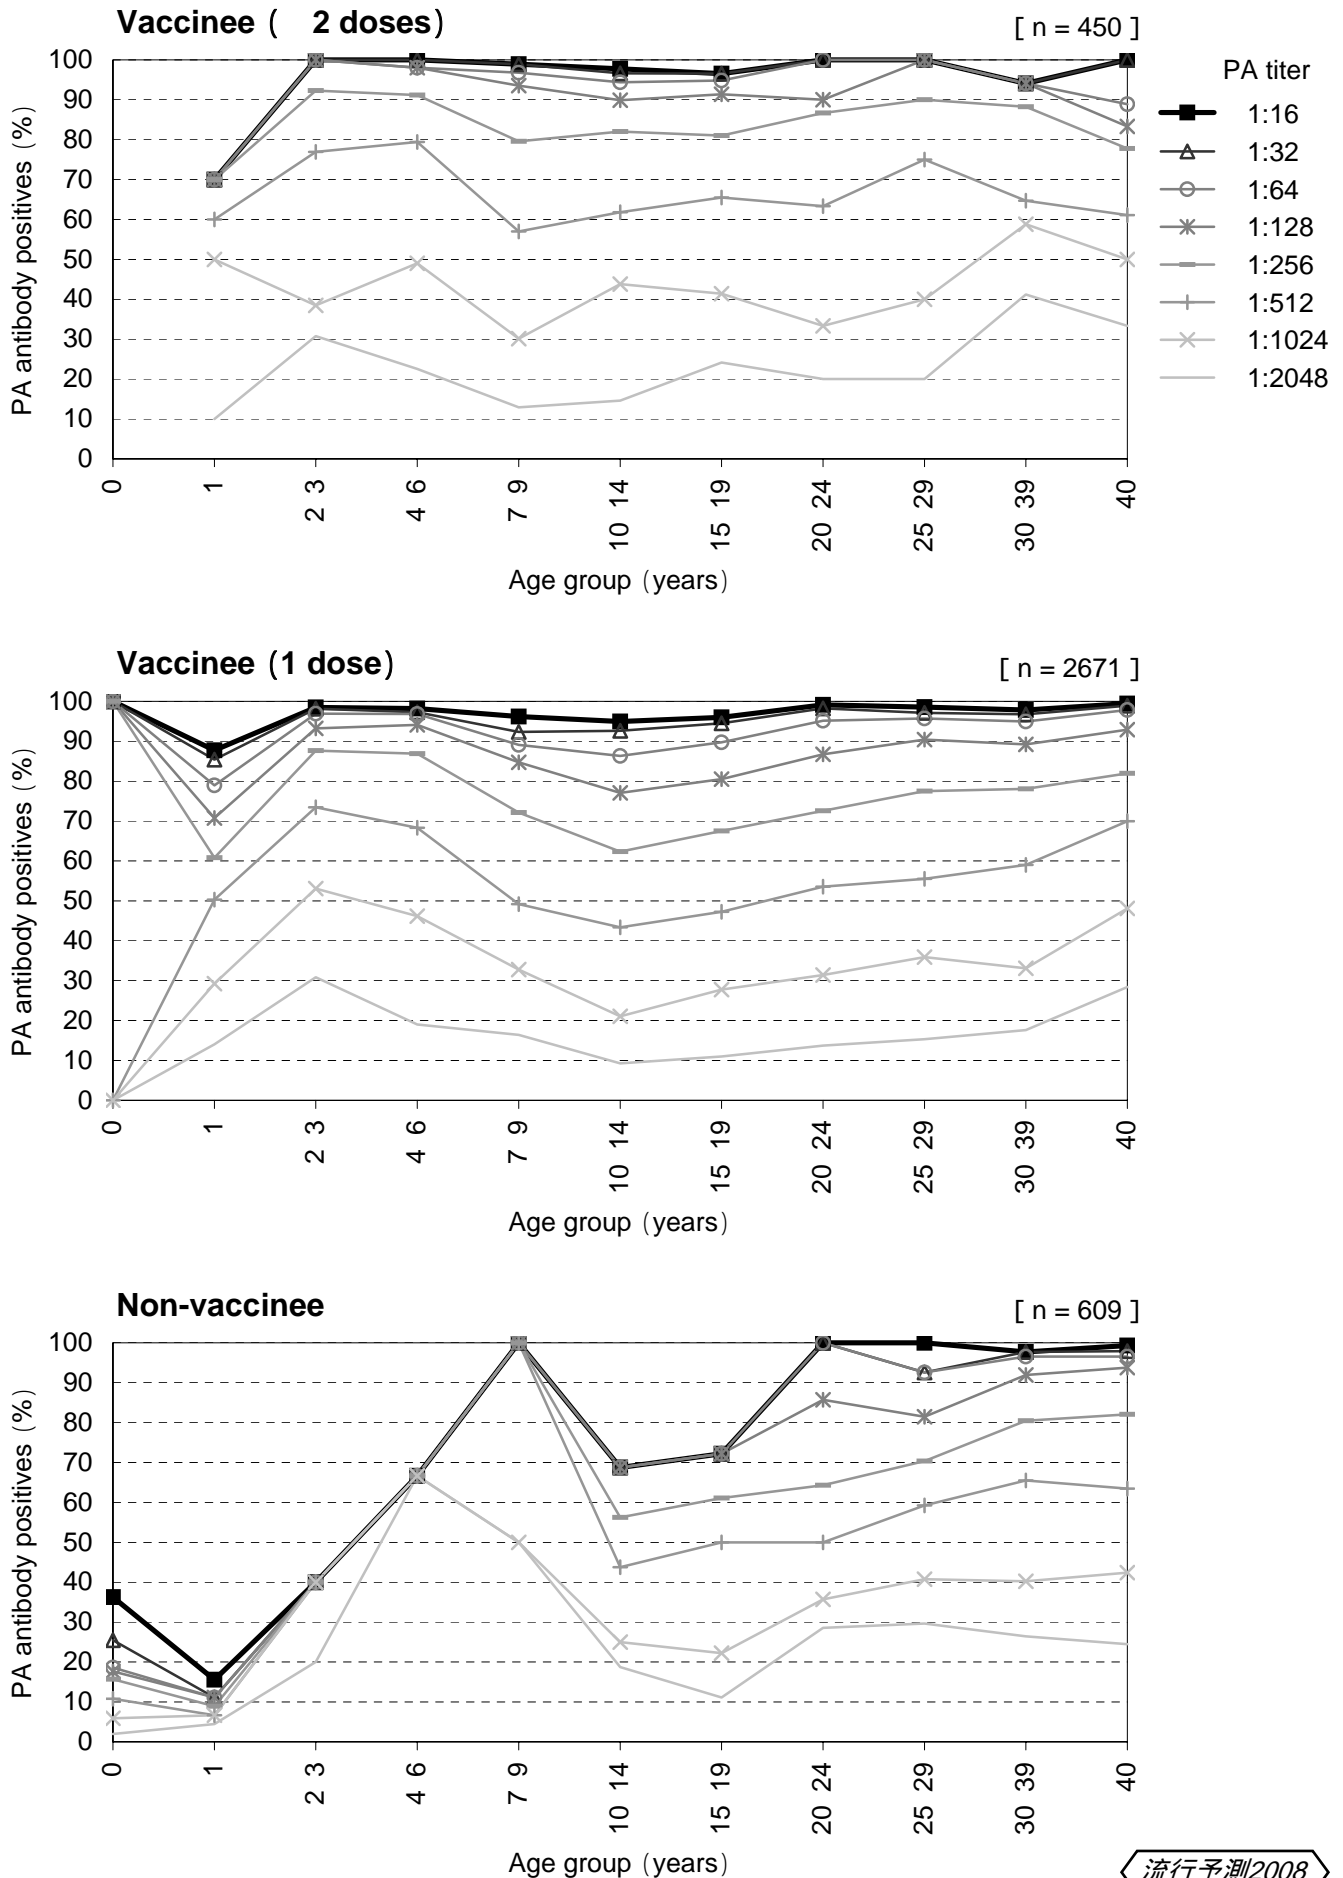 Vaccinee ( 2 doses)
[ n = 450 ]
PA antibody positives (%)
100
90
80
70
60
50
40
30
20
10
0
0 1 2 3 4 6 7 9 10 14 15 19 20 24 25 29 30 39 40
Age group (years)
PA titer
1:16
1:32
1:64
1:128
1:256
1:512
1:1024
1:2048
Vaccinee (1 dose)
[ n = 2671 ]
PA antibody positives (%)
100
90
80
70
60
50
40
30
20
10
0
0 1 2 3 4 6 7 9 10 14 15 19 20 24 25 29 30 39 40
Age group (years)
Non-vaccinee
[ n = 609 ]
PA antibody positives (%)
100
90
80
70
60
50
40
30
20
10
0
0 1 2 3 4 6 7 9 10 14 15 19 20 24 25 29 30 39 40
Age group (years)
流行予測2008